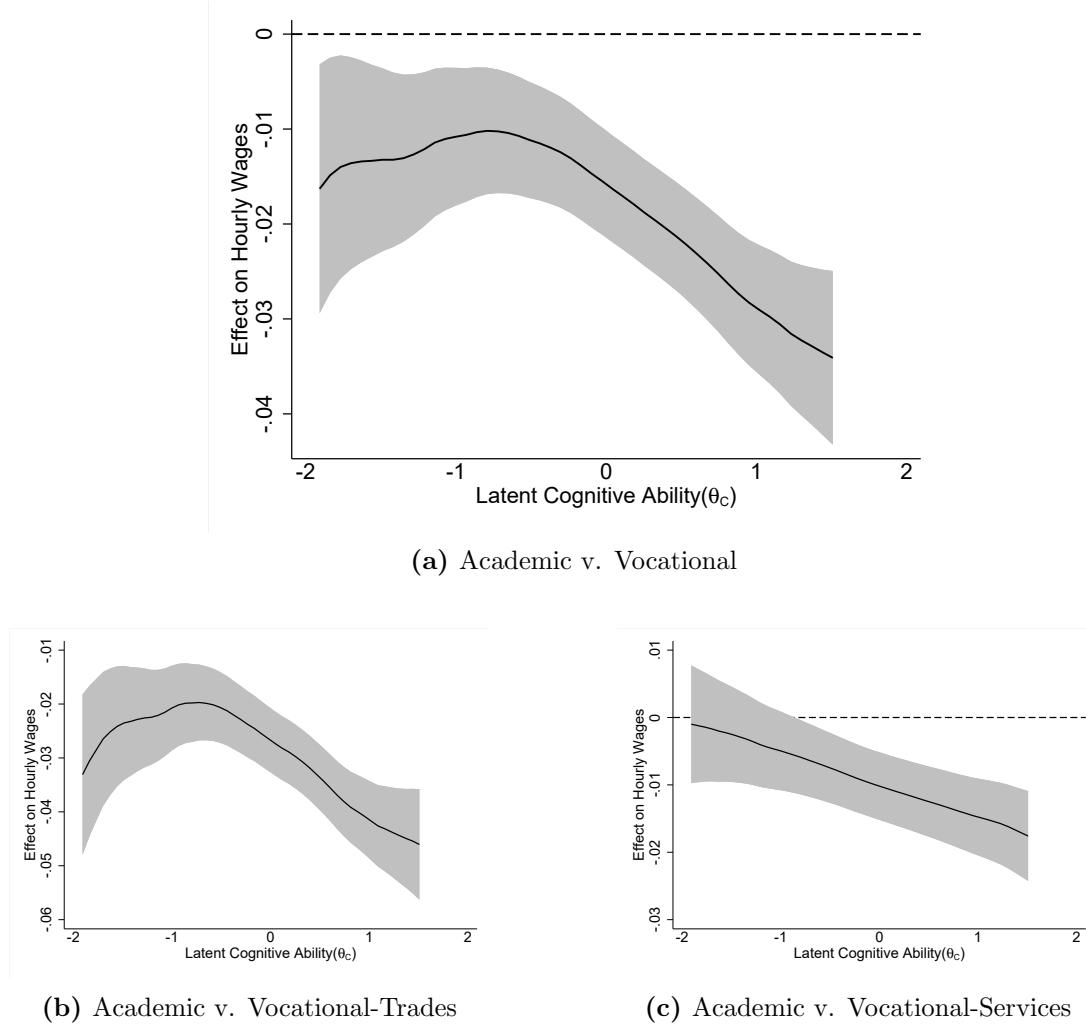 0
-.01
-.02
-.03
-.04
Effect on Hourly Wages
-2 -1 0 1 2
Latent Cognitive Ability(θC)
(a) Academic v. Vocational
-.01
-.02
-.03
-.04
-.05
-.06
Effect on Hourly Wages
-2 -1 0 1 2
Latent Cognitive Ability(θC)
(b) Academic v. Vocational-Trades
.01
0
-.01
-.02
-.03
Effect on Hourly Wages
-2 -1 0 1 2
Latent Cognitive Ability(θC)
(c) Academic v. Vocational-Services